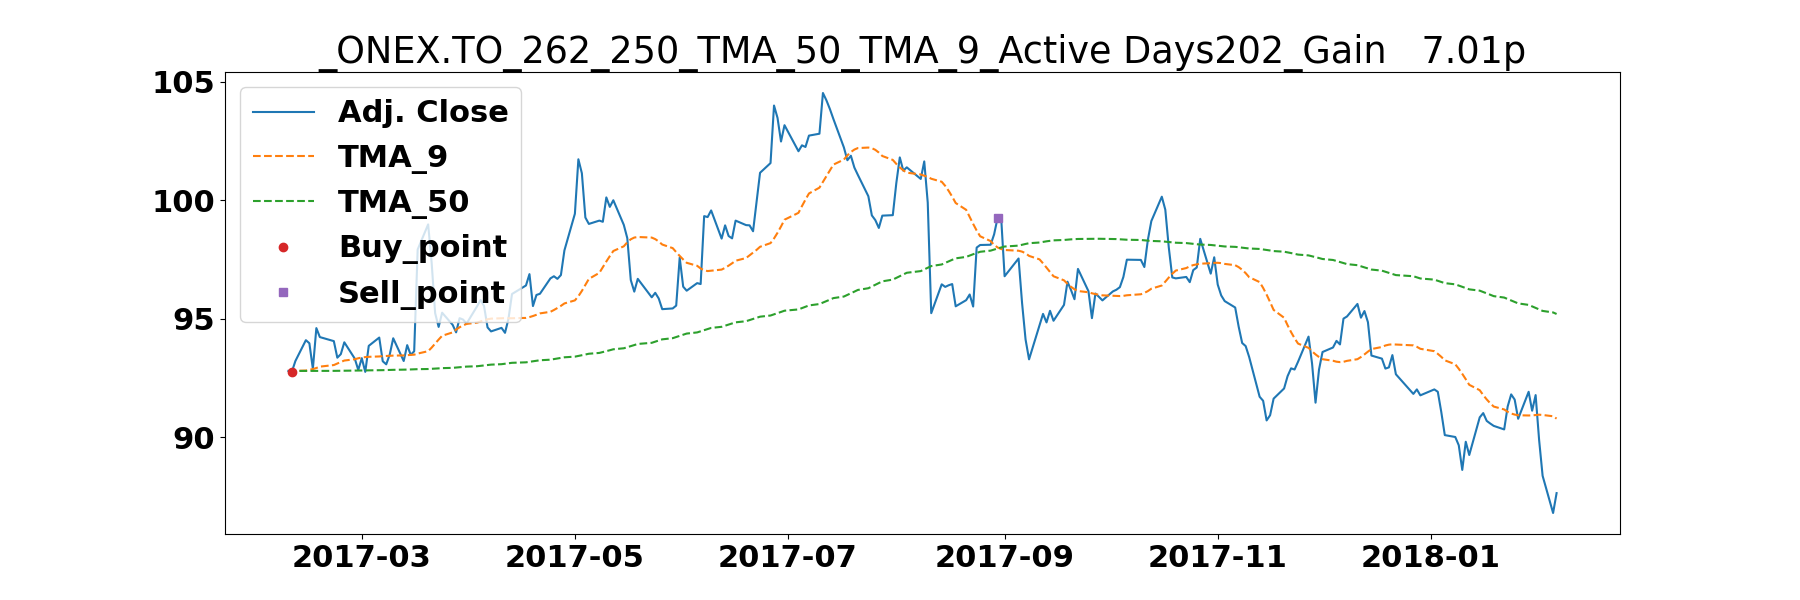 _ONEX.TO_262_250_TMA_50_TMA_9_Active Days202_Gain   7.01p
105
100
95
90
Adj. Close
TMA_9
TMA_50
Buy_point
Sell_point
2017-03 2017-05 2017-07 2017-09 2017-11 2018-01